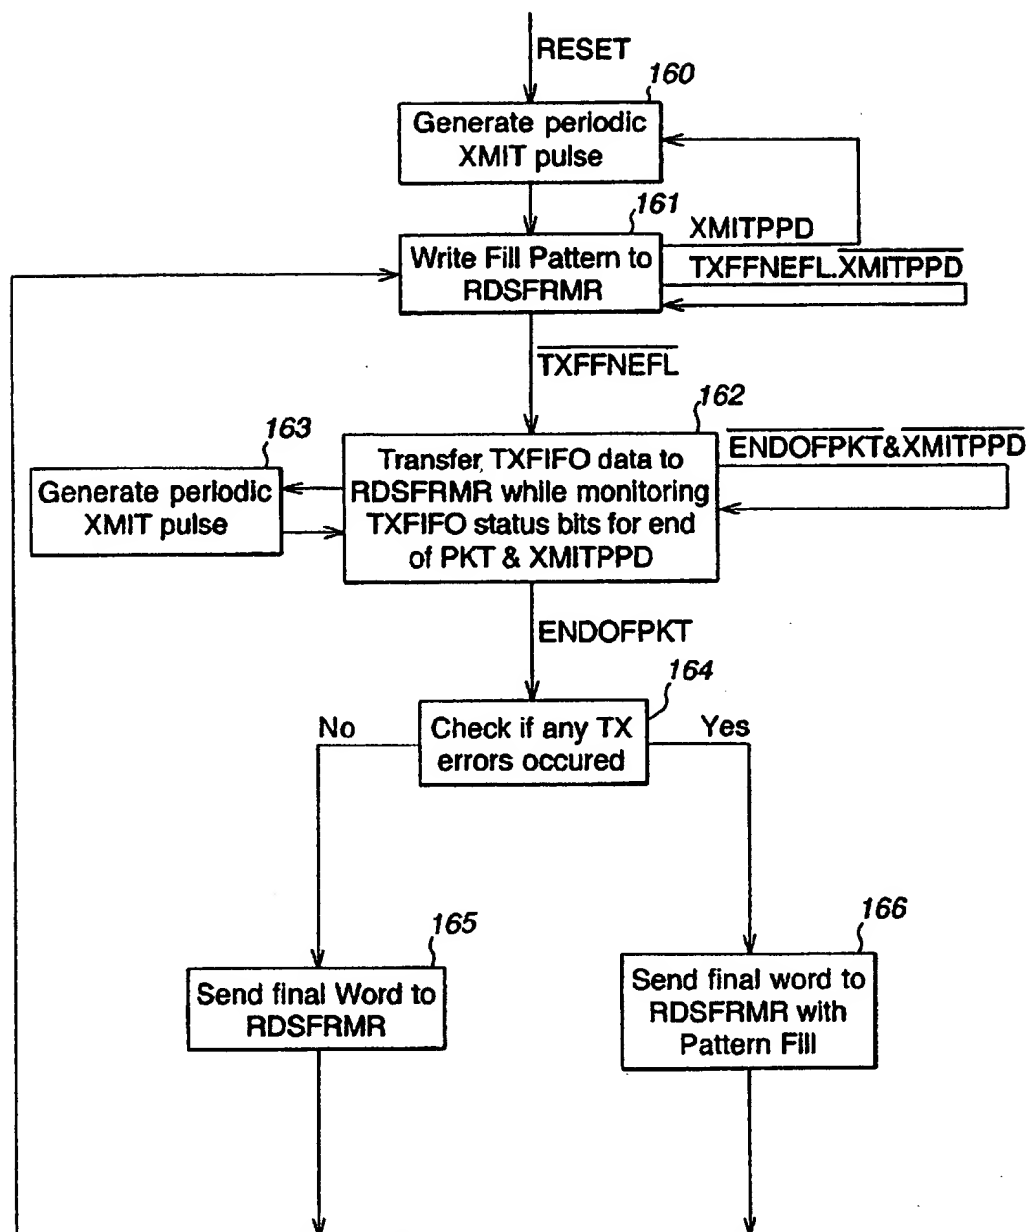 RESET
160
Generate periodic
XMIT pulse
161
XMITPPD
Write Fill Pattern to
RDSFRMR
TXFFNEFL.XMITPPD
TXFFNEFL
162
163
ENDOFPKT&XMITPPD
Generate periodic
XMIT pulse
Transfer TXFIFO data to
RDSFRMR while monitoring
TXFIFO status bits for end
of PKT & XMITPPD
ENDOFPKT
164
No
Check if any TX
errors occured
Yes
165
Send final Word to
RDSFRMR
166
Send final word to
RDSFRMR with
Pattern Fill